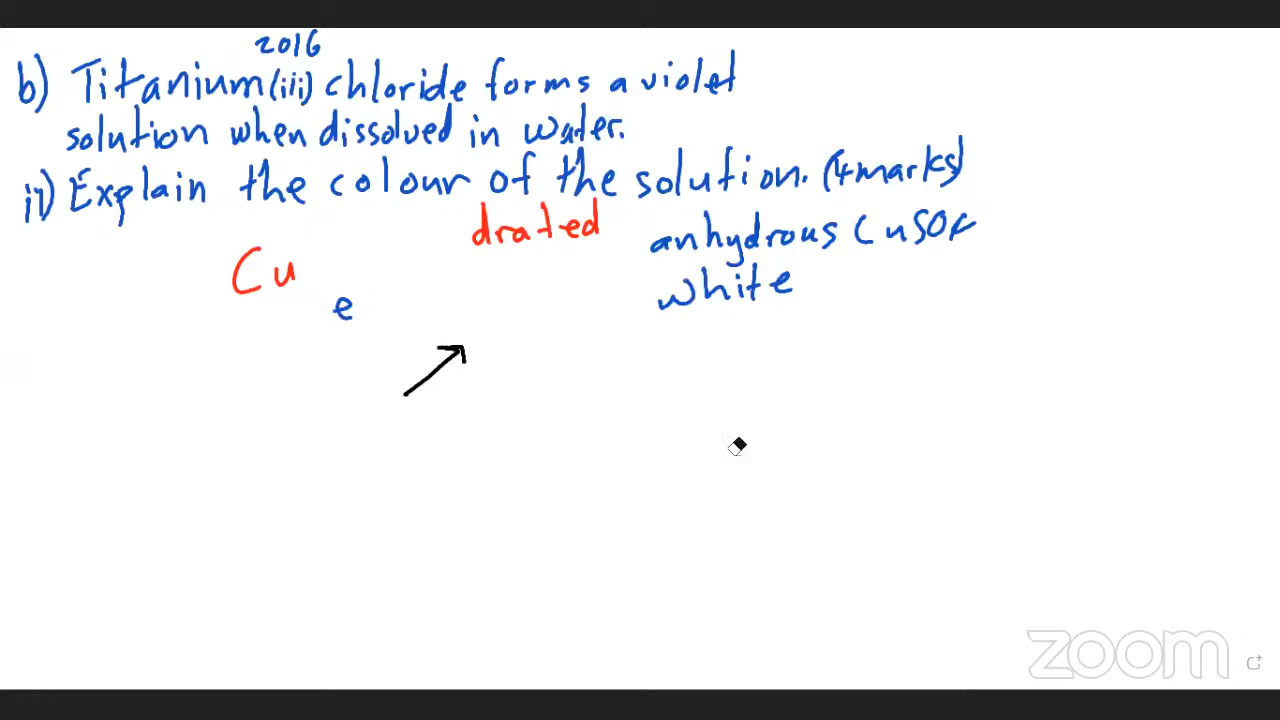 2016
b) Titanium(iii) chloride forms a violet
solution when dissolved in water.
iv) Explain the colour of the solution. (4marks)
drated
anhydrous CuSO4
Cu
white
e
zoom